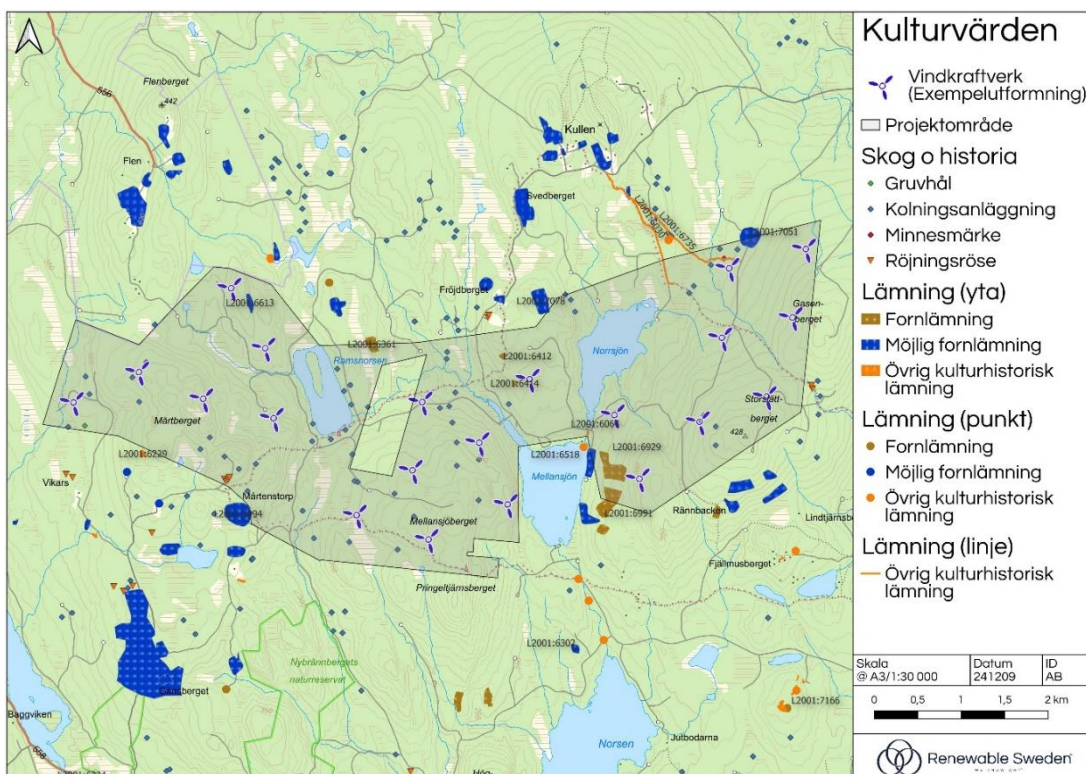 Kulturvärden
Vindkraftverk
(Exempelutformning)
Projektområde
Skog o historia
Gruvhål
Kolningsanläggning
Minnesmärke
Röjningsröse
Lämning (yta)
Fornlämning
Möjlig fornlämning
Övrig kulturhistorisk
lämning
Lämning (punkt)
Fornlämning
Möjlig fornlämning
Övrig kulturhistorisk
lämning
Lämning (linje)
Övrig kulturhistorisk
lämning
Skala
@ A3/1:30 000
Datum
241209
ID
AB
0 0,5 1 1,5 2 km
Renewable Sweden
556
Flenberget
442
Flen
Kullen
Svedberget
L2001:6735
L2001:7051
L2001:6613
Fröjdberget
L2001:7078
Gasen-
berget
L2001:6361
Ramsnorsen
L2001:6412
Norrsjön
L2001:6414
Mårtberget
428
L2001:6229
L2001:6518
L2001:6929
Vikars
Mellansjön
Mårtenstorp
Mellansjöberget
L2001:6991
Rännbacken
Fjällmusberget
Pringeltjärnsberget
L2001:6302
Nybrännbergets
naturreservat
L2001:7166
Baggviken
Norsen
Jutbodarna